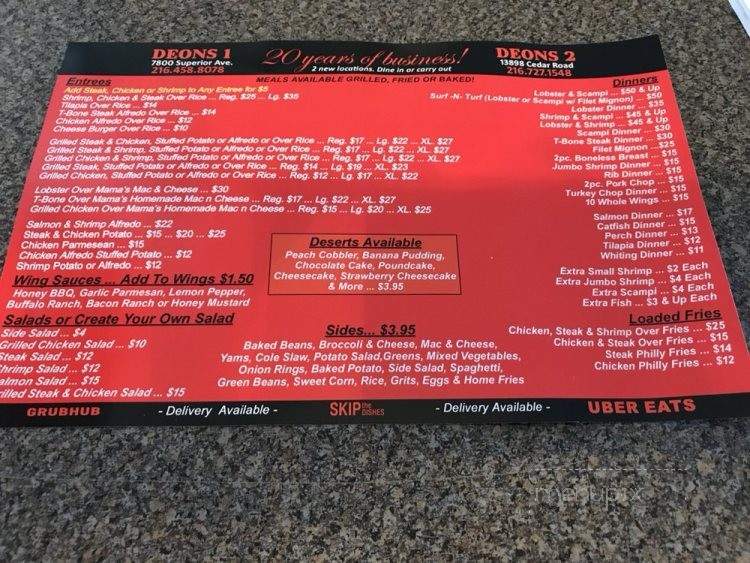 DEONS 1
7800 Superior Ave.
216.458.8078
20 years of business!
2 new locations. Dine in or carry out
DEONS 2
13898 Cedar Road
216.727.1548
MEALS AVAILABLE GRILLED, FRIED OR BAKED!
Entrees
Add Steak, Chicken or Shrimp to Any Entree for $5
Shrimp, Chicken & Steak Over Rice ... Reg. $25 ... Lg. $35
Tilapia Over Rice ... $14
T-Bone Steak Alfredo Over Rice ... $14
Chicken Alfredo Over Rice ... $12
Cheese Burger Over Rice ... $10
Grilled Steak & Chicken, Stuffed Potato or Alfredo or Over Rice ... Reg. $17 ... Lg. $22 ... XL. $27
Grilled Steak & Shrimp, Stuffed Potato or Alfredo or Over Rice ... Reg. $17 ... Lg. $22 ... XL. $27
Grilled Chicken & Shrimp, Stuffed Potato or Alfredo or Over Rice ... Reg. $17 ... Lg. $22 ... XL. $27
Grilled Steak, Stuffed Potato or Alfredo or Over Rice ... Reg. $14 ... Lg. $19 ... XL. $23
Grilled Chicken, Stuffed Potato or Alfredo or Over Rice ... Reg. $12 ... Lg. $17 ... XL. $22
Lobster Over Mama's Mac & Cheese ... $30
T-Bone Over Mama's Homemade Mac n Cheese ... Reg. $17 ... Lg. $22 ... XL. $27
Grilled Chicken Over Mama's Homemade Mac n Cheese ... Reg. $15 ... Lg. $20 ... XL. $25
Salmon & Shrimp Alfredo ... $22
Steak & Chicken Potato ... $15 ... $20 ... $25
Chicken Parmesean ... $15
Chicken Alfredo Stuffed Potato ... $12
Shrimp Potato or Alfredo ... $12
Wing Sauces ... Add To Wings $1.50
Honey BBQ, Garlic Parmesan, Lemon Pepper,
Buffalo Ranch, Bacon Ranch or Honey Mustard
Salads or Create Your Own Salad
Side Salad ... $4
Grilled Chicken Salad ... $10
Steak Salad ... $12
Shrimp Salad ... $12
Salmon Salad ... $15
Grilled Steak & Chicken Salad ... $15
Deserts Available
Peach Cobbler, Banana Pudding,
Chocolate Cake, Poundcake,
Cheesecake, Strawberry Cheesecake
& More ... $3.95
Sides... $3.95
Baked Beans, Broccoli & Cheese, Mac & Cheese,
Yams, Cole Slaw, Potato Salad,Greens, Mixed Vegetables,
Onion Rings, Baked Potato, Side Salad, Spaghetti,
Green Beans, Sweet Corn, Rice, Grits, Eggs & Home Fries
Dinners
Lobster & Scampi ... $50 & Up
Surf -N- Turf (Lobster or Scampi w/ Filet Mignon) ... $50
Lobster Dinner ... $35
Shrimp & Scampi ... $45 & Up
Lobster & Shrimp ... $45 & Up
Scampi Dinner ... $30
T-Bone Steak Dinner ... $30
Filet Mignon ... $25
2pc. Boneless Breast ... $15
Jumbo Shrimp Dinner ... $15
Rib Dinner ... $15
2pc. Pork Chop ... $15
Turkey Chop Dinner ... $15
10 Whole Wings ... $15
Salmon Dinner ... $17
Catfish Dinner ... $15
Perch Dinner ... $13
Tilapia Dinner ... $12
Whiting Dinner ... $11
Extra Small Shrimp ... $2 Each
Extra Jumbo Shrimp ... $4 Each
Extra Scampi ... $4 Each
Extra Fish ... $3 & Up Each
Loaded Fries
Chicken, Steak & Shrimp Over Fries ... $25
Chicken & Steak Over Fries ... $15
Steak Philly Fries ... $14
Chicken Philly Fries ... $12
GRUBHUB
- Delivery Available -
SKIP the DISHES
- Delivery Available -
UBER EATS
menupix